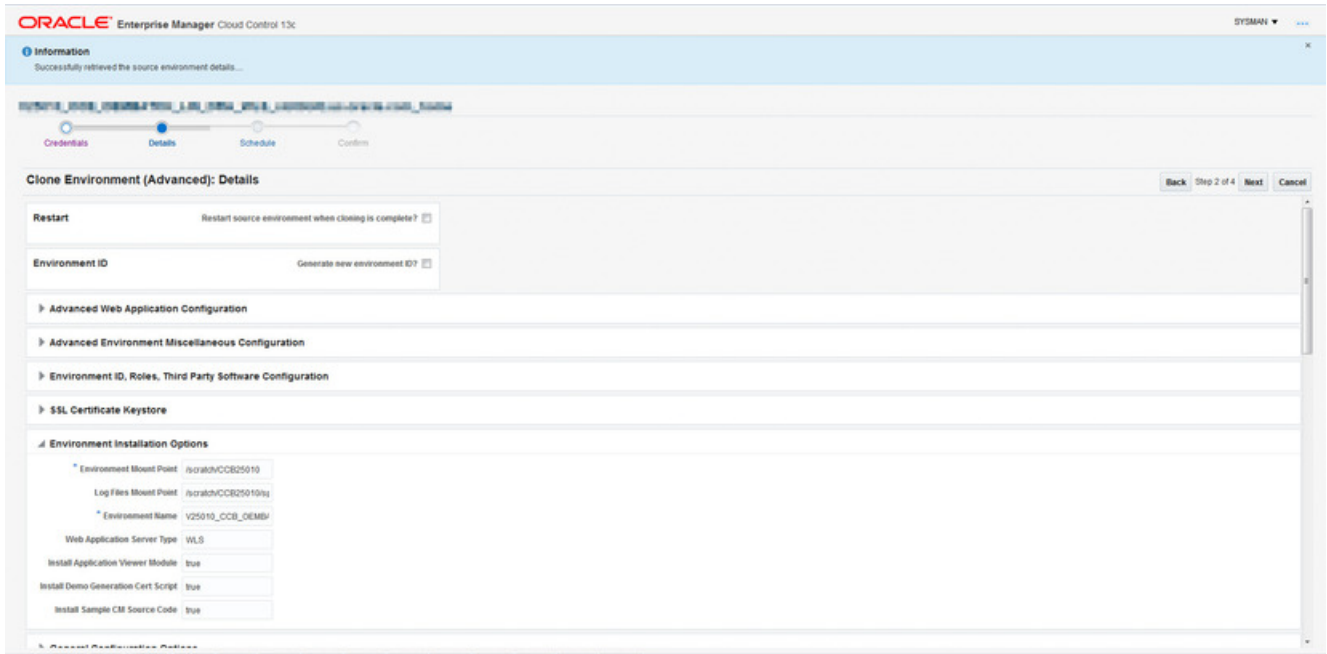 ORACLE Enterprise Manager Cloud Control 13c
SYSMAN
Information
Successfully retrieved the source environment details...
Credentials
Details
Schedule
Confirm
Clone Environment (Advanced): Details
Back Step 2 of 4 Next Cancel
Restart Restart source environment when cloning is complete?
Environment ID Generate new environment ID?
Advanced Web Application Configuration
Advanced Environment Miscellaneous Configuration
Environment ID, Roles, Third Party Software Configuration
SSL Certificate Keystore
Environment Installation Options
* Environment Mount Point /scratch/CCB25010
Log Files Mount Point /scratch/CCB25010/
* Environment Name V25010_CCB_OEMB
Web Application Server Type WLS
Install Application Viewer Module true
Install Demo Generation Cert Script true
Install Sample CM Source Code true
General Configuration Options